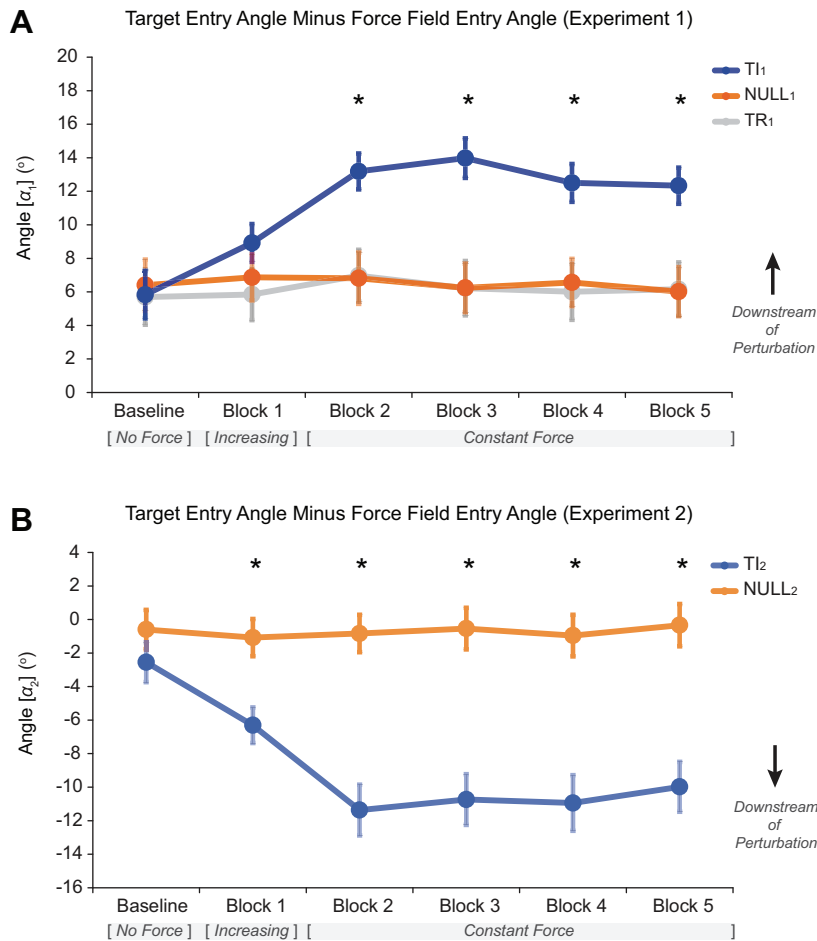 A
Target Entry Angle Minus Force Field Entry Angle (Experiment 1)
20
18
16
14
12
10
8
6
4
2
0
Angle [α₁] (º)
* * * *
TI₁
NULL₁
TR₁
Downstream
of
Perturbation
Baseline Block 1 Block 2 Block 3 Block 4 Block 5
[ No Force ] [ Increasing ] [ Constant Force ]
B
Target Entry Angle Minus Force Field Entry Angle (Experiment 2)
4
2
0
-2
-4
-6
-8
-10
-12
-14
-16
Angle [α₂] (º)
* * * * *
TI₂
NULL₂
Downstream
of
Perturbation
Baseline Block 1 Block 2 Block 3 Block 4 Block 5
[ No Force ] [ Increasing ] [ Constant Force ]